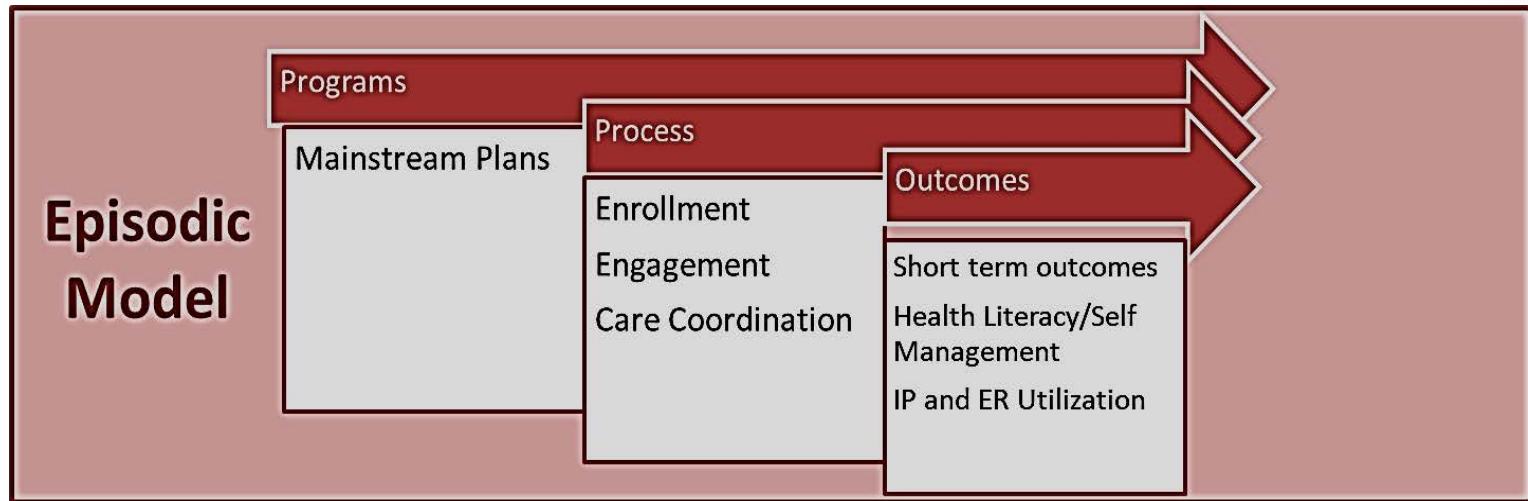 Episodic
Model
Programs
Mainstream Plans
Process
Enrollment
Engagement
Care Coordination
Outcomes
Short term outcomes
Health Literacy/Self
Management
IP and ER Utilization